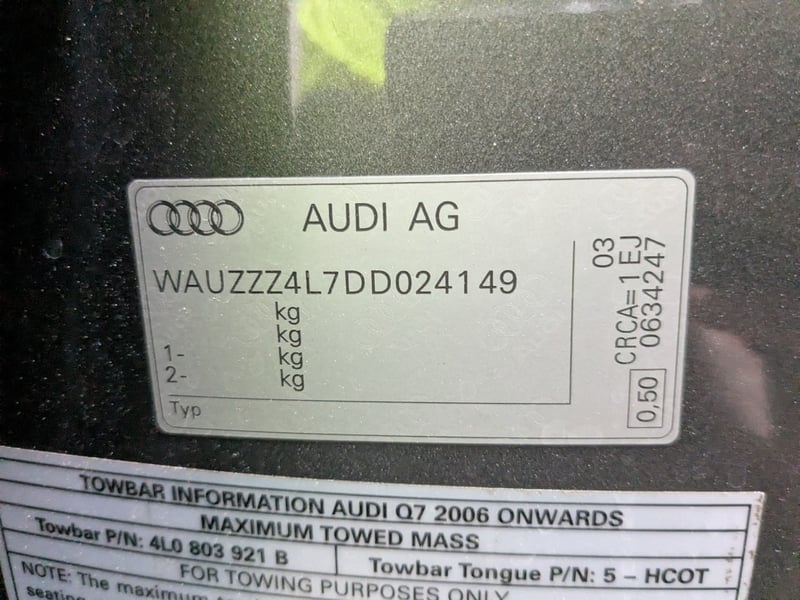 AUDI AG
WAUZZZ4L7DD024149
kg
kg
1- kg
2- kg
Typ
03
CRCA=1EJ
0634247
0,50
TOWBAR INFORMATION AUDI Q7 2006 ONWARDS
MAXIMUM TOWED MASS
Towbar P/N: 4L0 803 921 B
Towbar Tongue P/N: 5 – HCOT
FOR TOWING PURPOSES ONLY
NOTE: The maximum
seating